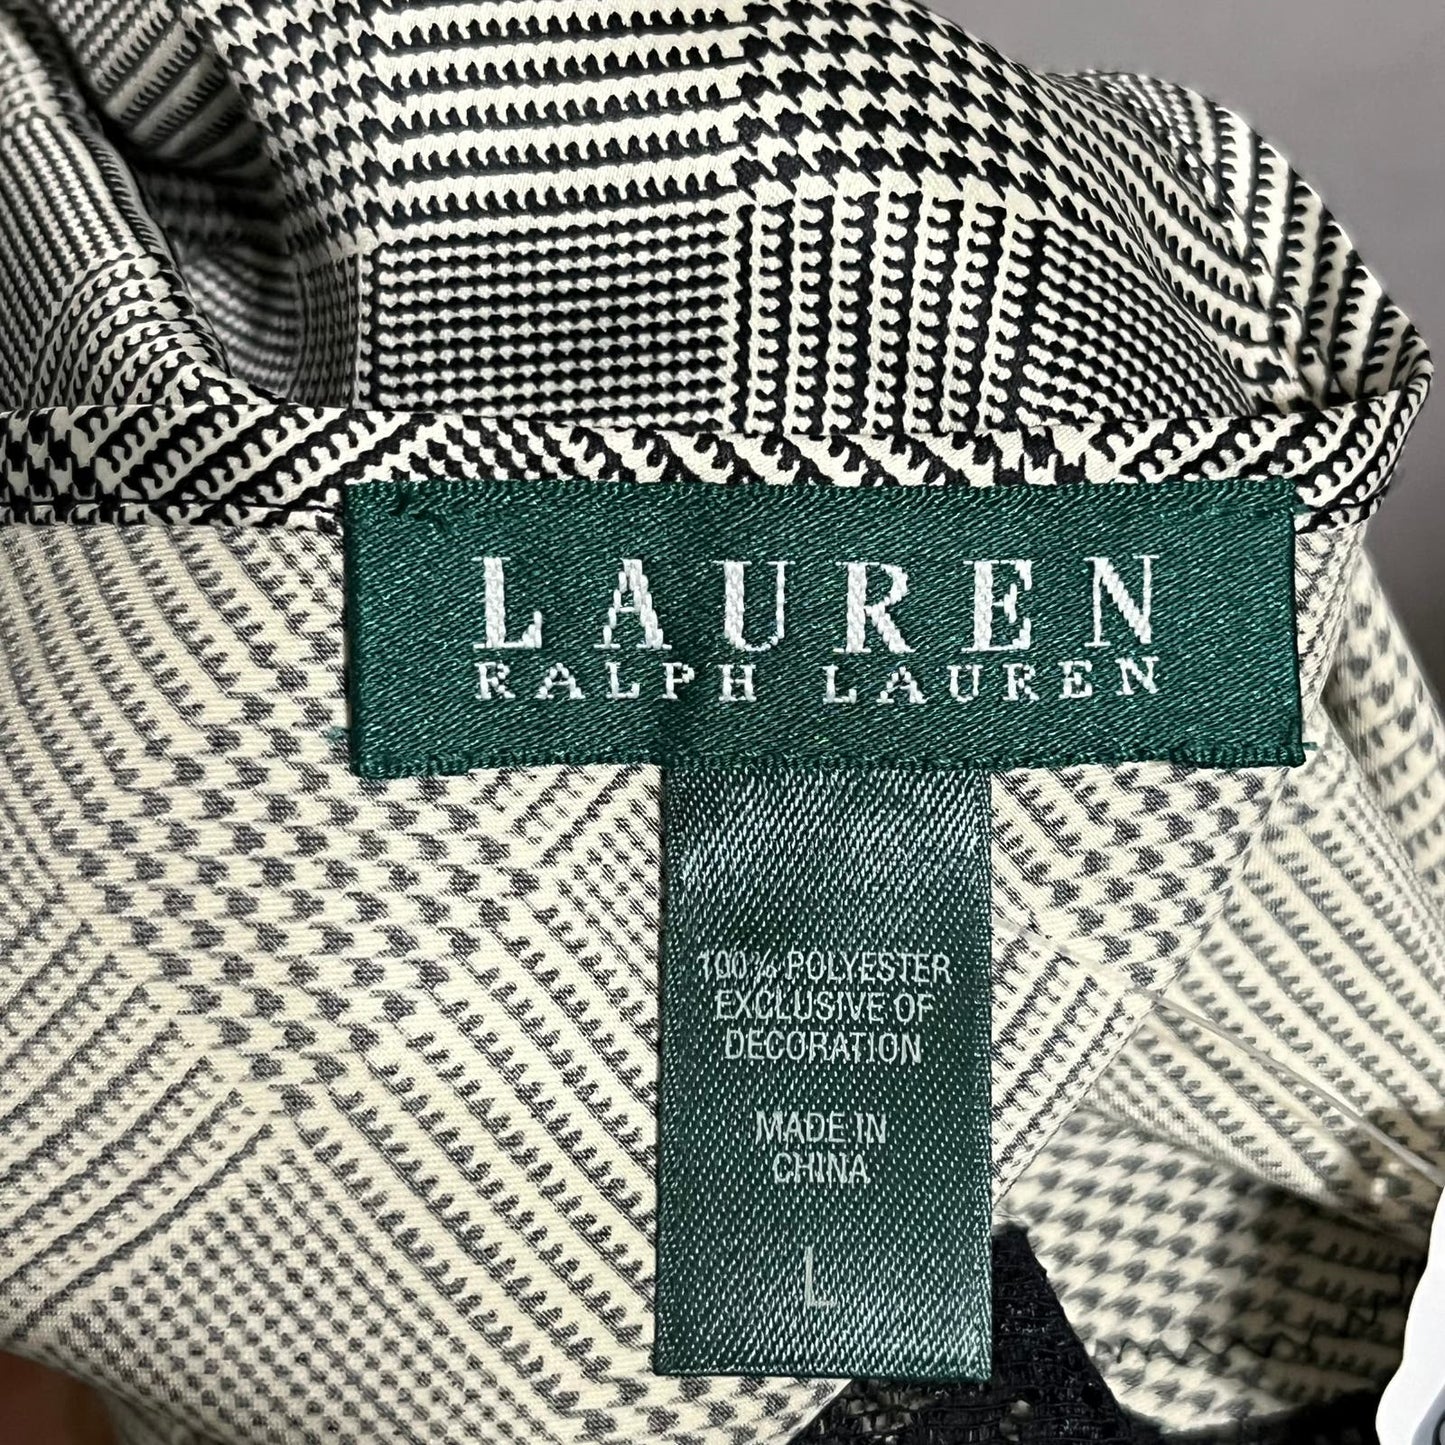 LAUREN
RALPH LAUREN
100% POLYESTER
EXCLUSIVE OF
DECORATION
MADE IN
CHINA
L